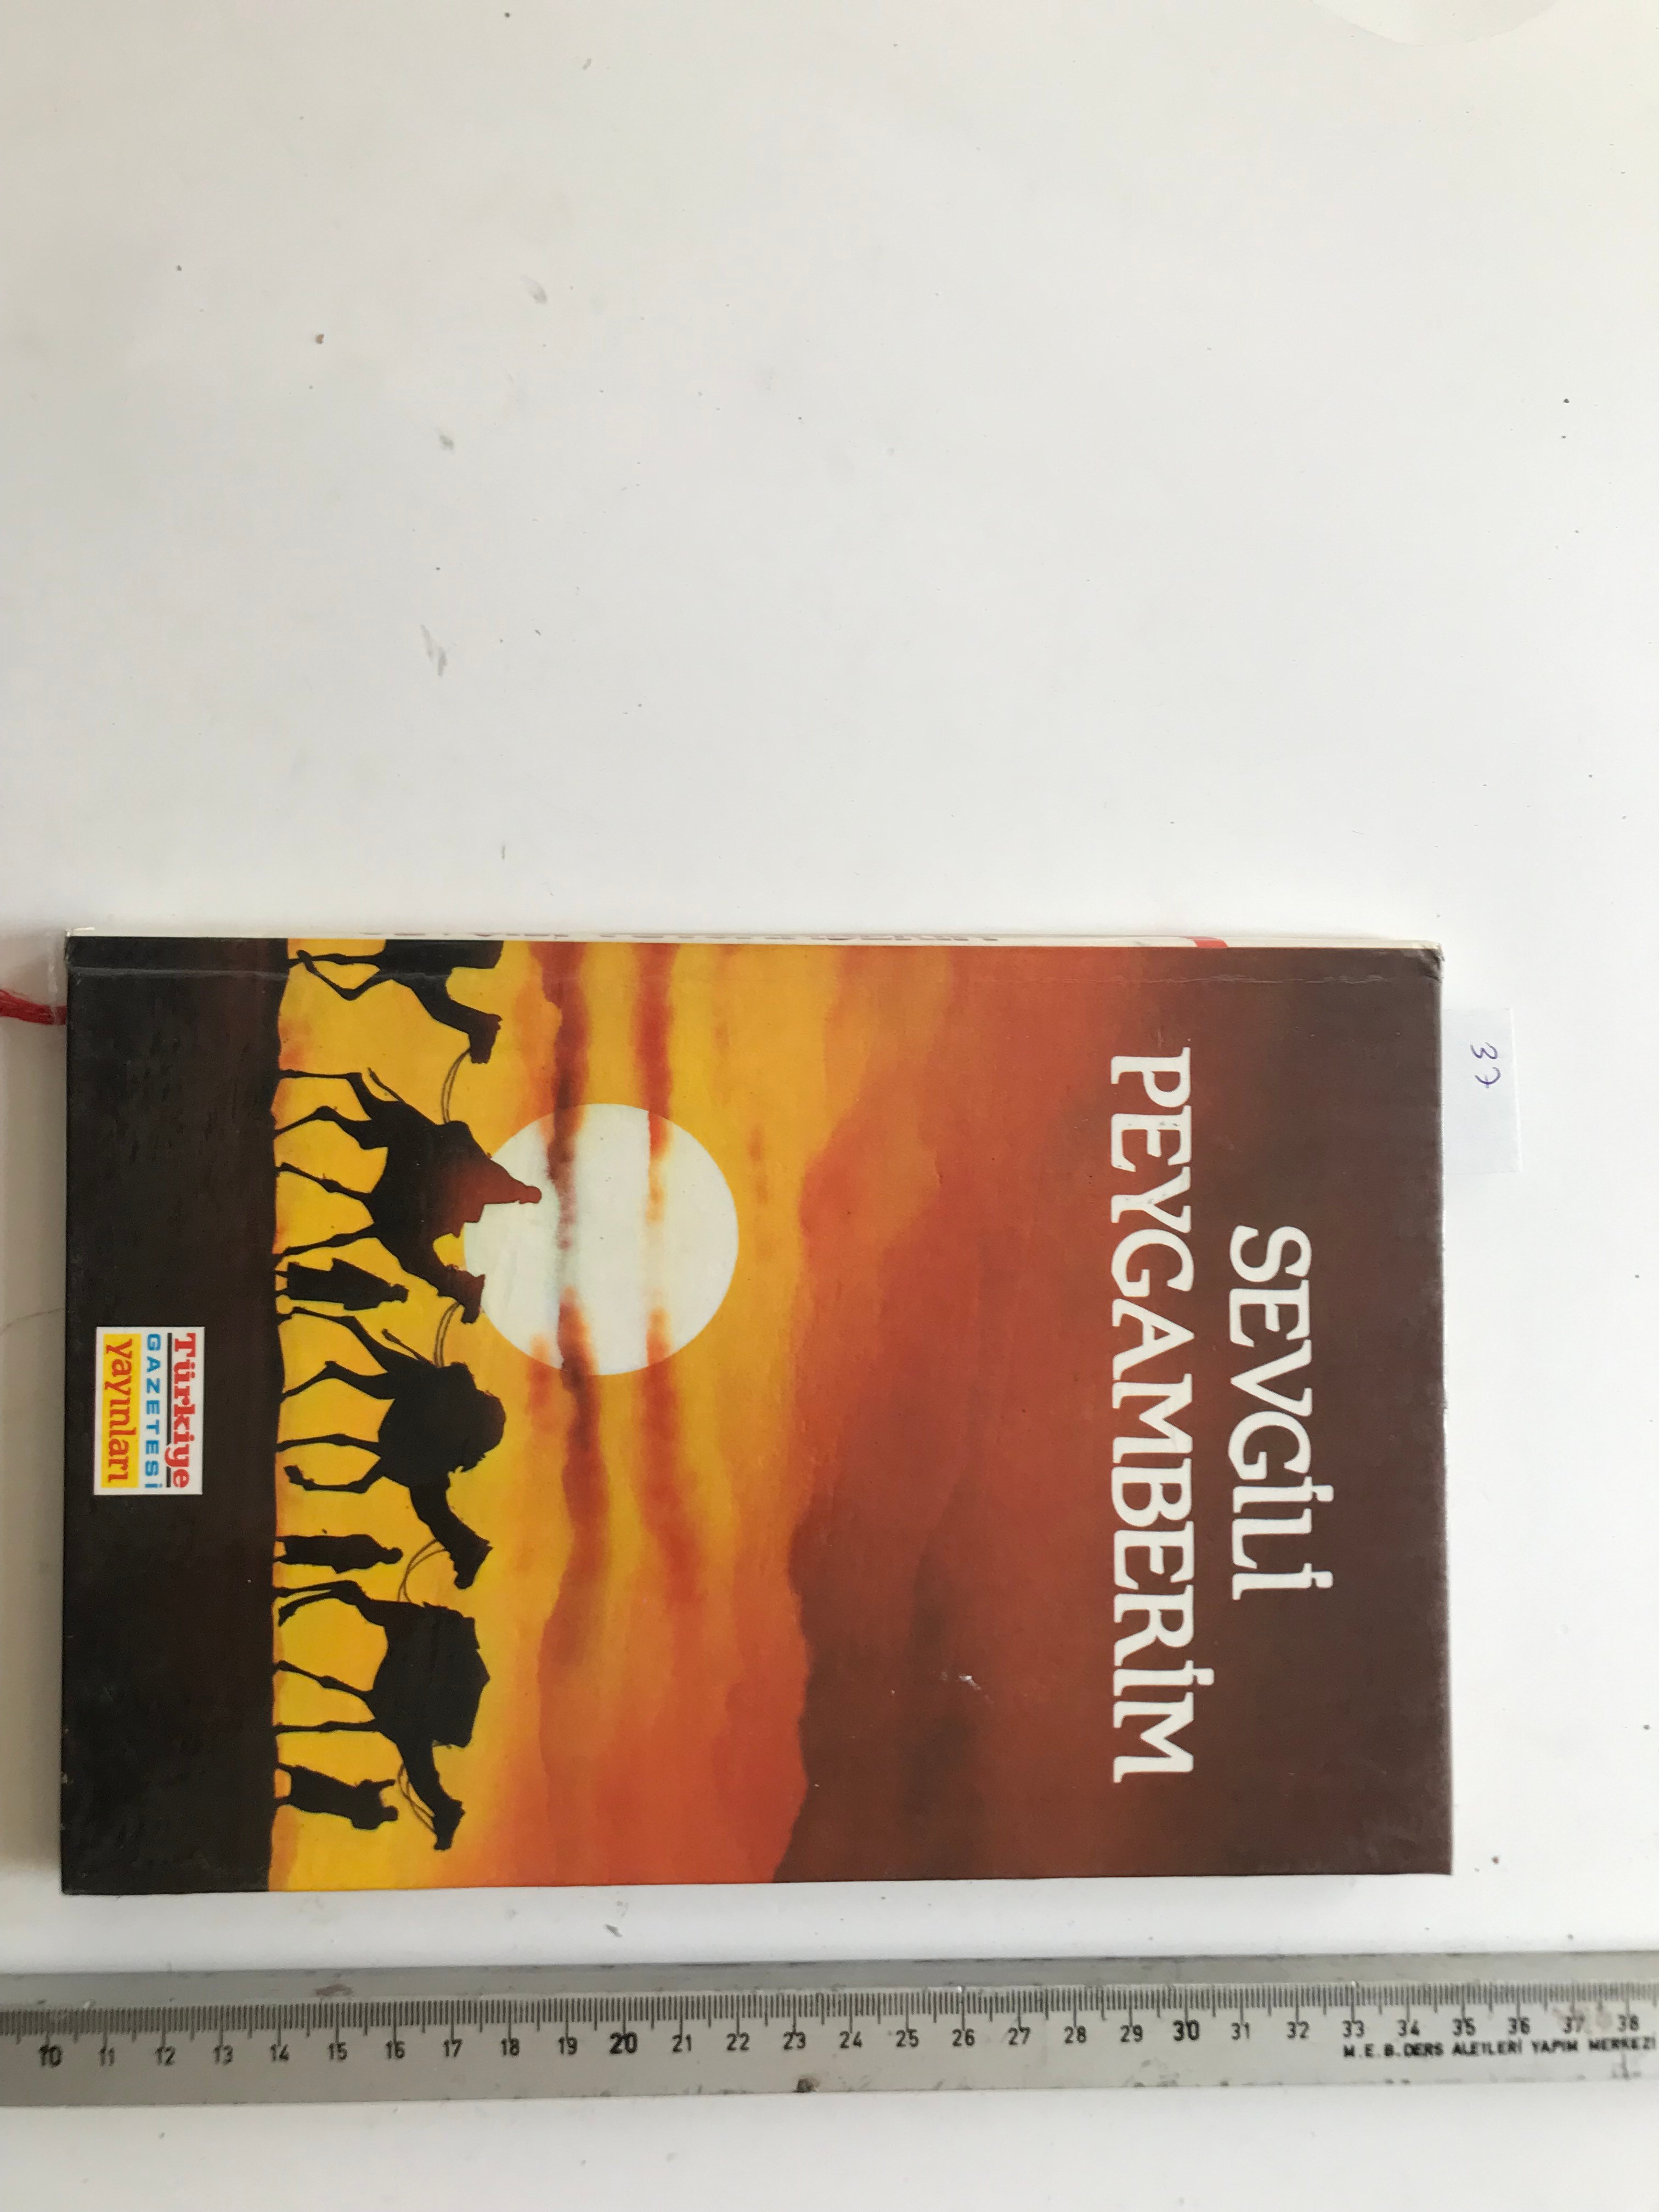 37
SEVGİLİ
PEYGAMBERİM
Türkiye
GAZETESİ
yayınları
10 11 12 13 14 15 16 17 18 19 20 21 22 23 24 25 26 27 28 29 30 31 32 33 34 35 36 37 38
M.E.B. DERS ALETLERİ YAPIM MERKEZİ